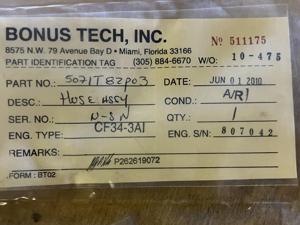 BONUS TECH, INC. Nº 511175
8575 N.W. 79 Avenue Bay D • Miami, Florida 33166
PART IDENTIFICATION TAG (305) 884-6670 W/O: 10-475
PART NO.: 5071T82P03 DATE: JUN 01 2010
DESC.: HOSE ASSY COND.: A/R1
SER. NO.: N-SN QTY.: 1
ENG. TYPE: CF34-3A1 ENG. S/N: 807042
REMARKS:
P262619072
FORM: BT02